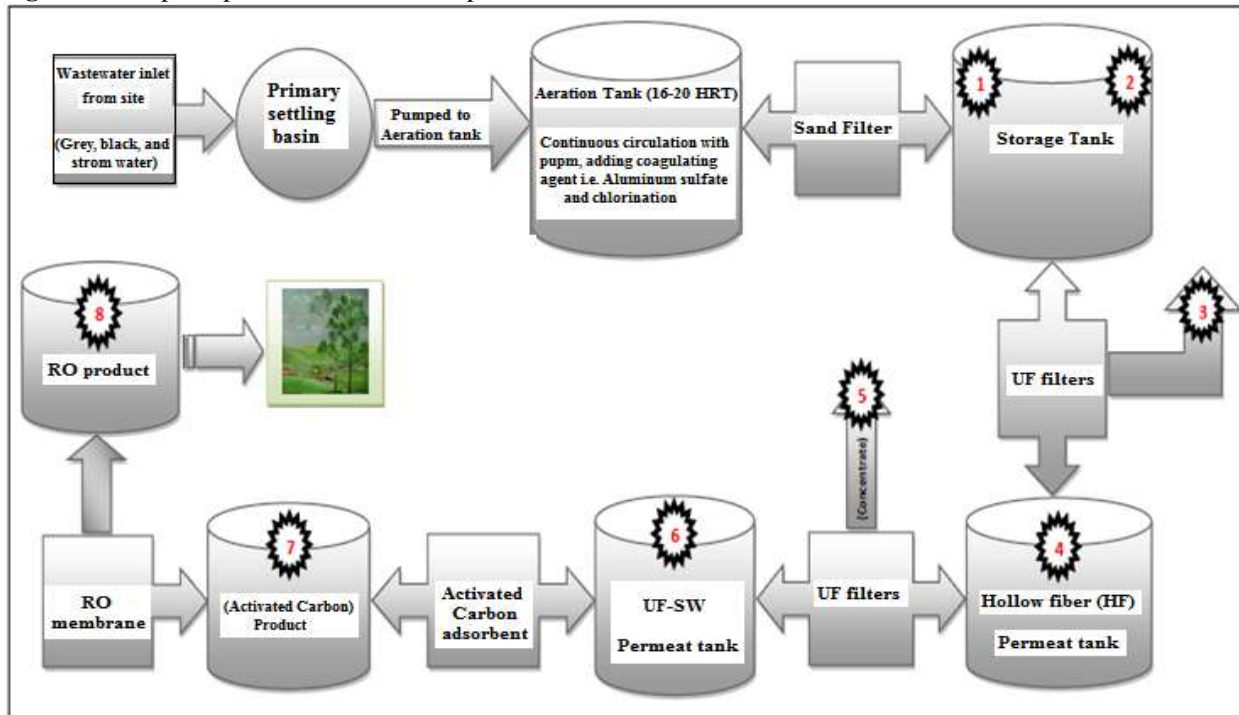 Wastewater inlet
from site
(Grey, black, and
strom water)
Primary
settling
basin
Pumped to
Aeration tank
Aeration Tank (16-20 HRT)
Continuous circulation with
pupm, adding coagulating
agent i.e. Aluminum sulfate
and chlorination
Sand Filter
1
2
Storage Tank
3
UF filters
4
Hollow fiber (HF)
Permeat tank
UF filters
5
(Concentrate)
6
UF-SW
Permeat tank
Activated
Carbon
adsorbent
7
(Activated Carbon)
Product
RO
membrane
8
RO product